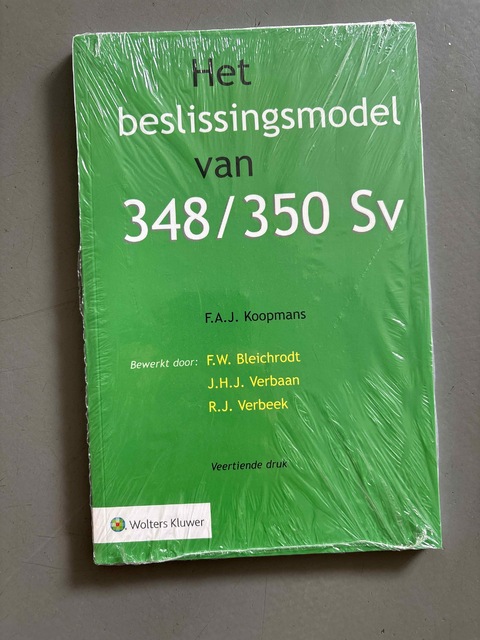 Het
beslissingsmodel
van
348/350 Sv
F.A.J. Koopmans
Bewerkt door: F.W. Bleichrodt
J.H.J. Verbaan
R.J. Verbeek
Veertiende druk
Wolters Kluwer